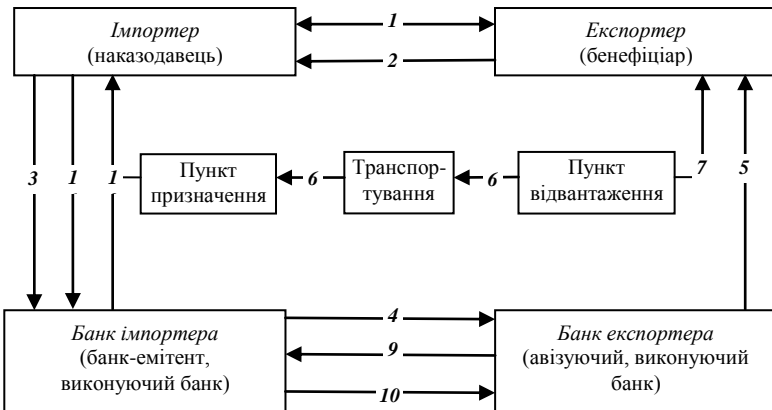 Імпортер
(наказодавець)
1
2
Експортер
(бенефіціар)
3
1
1
Пункт
призначення
6
Транспор-
тування
6
Пункт
відвантаження
7
5
Банк імпортера
(банк-емітент,
виконуючий банк)
4
9
10
Банк експортера
(авізуючий, виконуючий
банк)